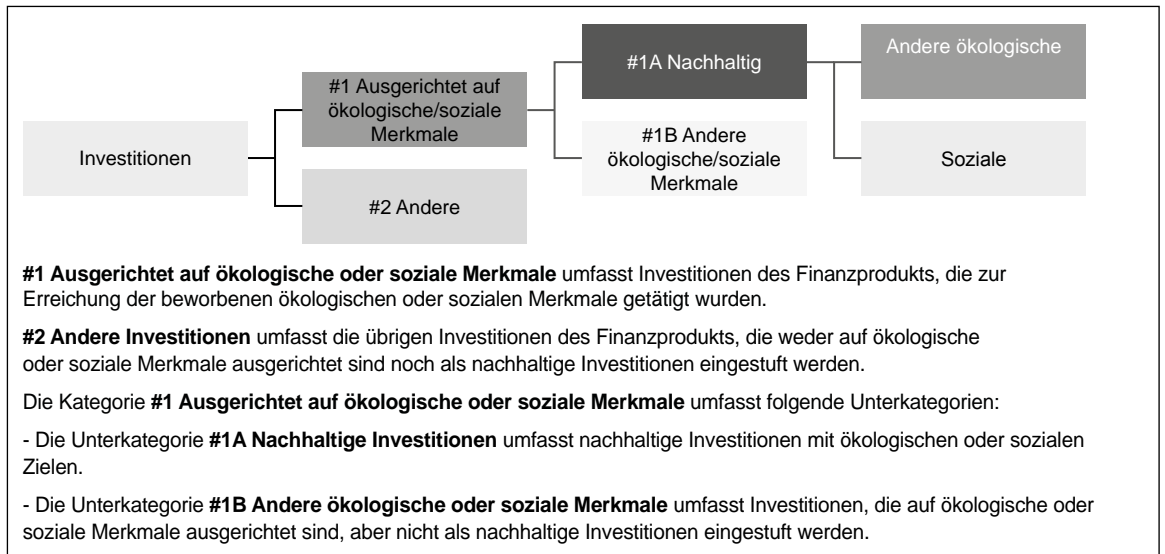 Investitionen
#1 Ausgerichtet auf
ökologische/soziale
Merkmale
#2 Andere
#1A Nachhaltig
#1B Andere
ökologische/soziale
Merkmale
Andere ökologische
Soziale
#1 Ausgerichtet auf ökologische oder soziale Merkmale umfasst Investitionen des Finanzprodukts, die zur
Erreichung der beworbenen ökologischen oder sozialen Merkmale getätigt wurden.
#2 Andere Investitionen umfasst die übrigen Investitionen des Finanzprodukts, die weder auf ökologische
oder soziale Merkmale ausgerichtet sind noch als nachhaltige Investitionen eingestuft werden.
Die Kategorie #1 Ausgerichtet auf ökologische oder soziale Merkmale umfasst folgende Unterkategorien:
- Die Unterkategorie #1A Nachhaltige Investitionen umfasst nachhaltige Investitionen mit ökologischen oder sozialen
Zielen.
- Die Unterkategorie #1B Andere ökologische oder soziale Merkmale umfasst Investitionen, die auf ökologische oder
soziale Merkmale ausgerichtet sind, aber nicht als nachhaltige Investitionen eingestuft werden.